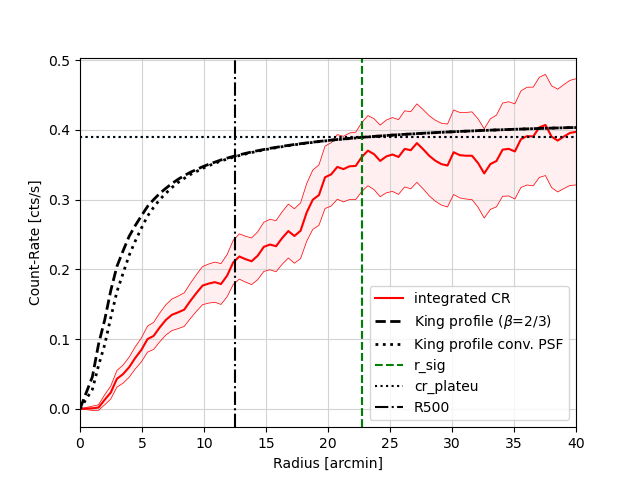 0.5
0.4
0.3
0.2
0.1
0.0
Count-Rate [cts/s]
integrated CR
King profile (β=2/3)
King profile conv. PSF
r_sig
cr_plateu
R500
0 5 10 15 20 25 30 35 40
Radius [arcmin]